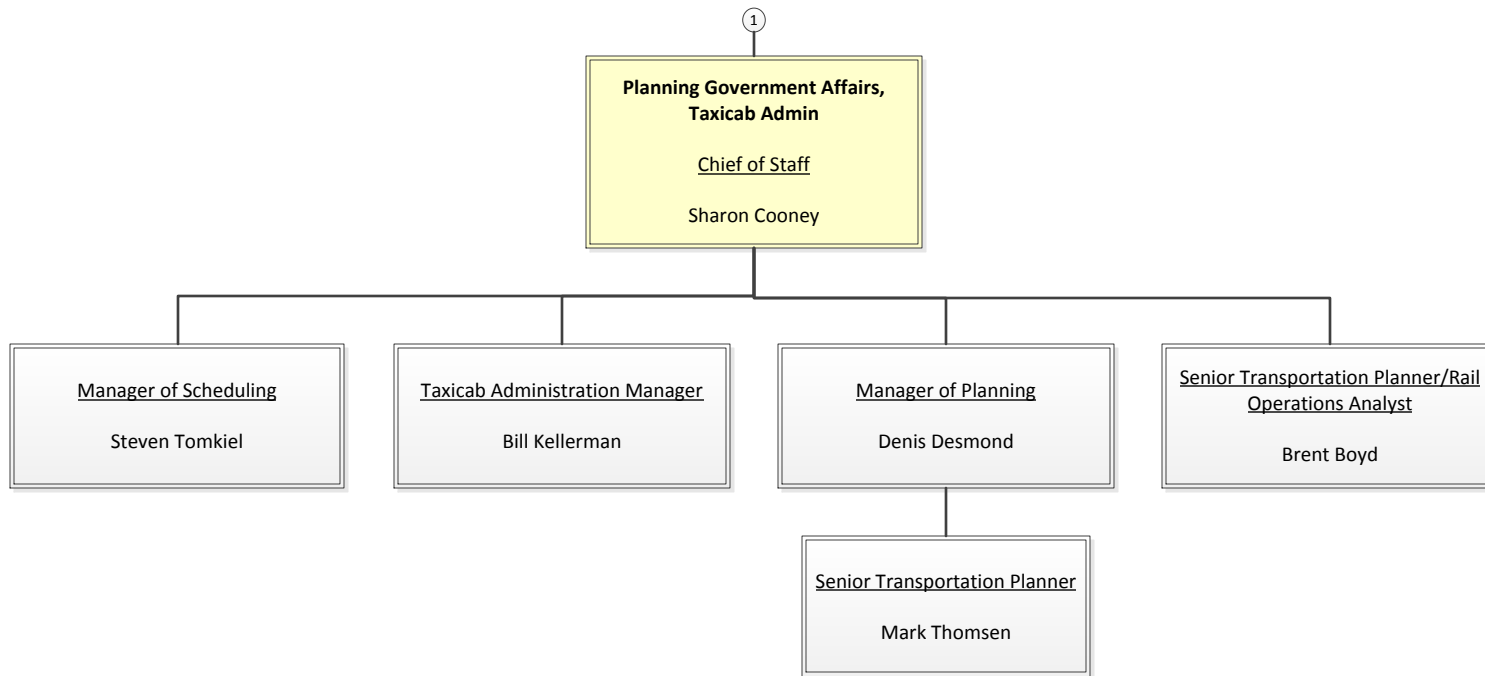 1
Planning Government Affairs,
Taxicab Admin
Chief of Staff
Sharon Cooney
Manager of Scheduling
Steven Tomkiel
Taxicab Administration Manager
Bill Kellerman
Manager of Planning
Denis Desmond
Senior Transportation Planner/Rail
Operations Analyst
Brent Boyd
Senior Transportation Planner
Mark Thomsen